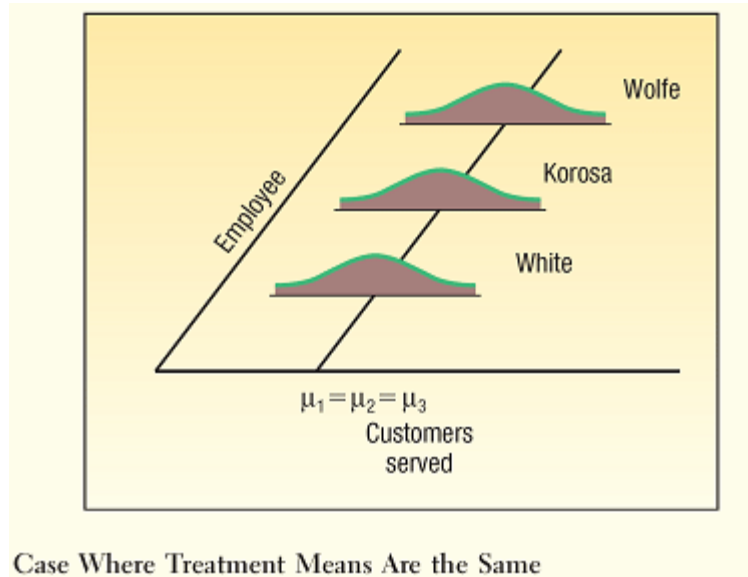 Wolfe
Korosa
Employee
White
μ₁=μ₂=μ₃
Customers
served
Case Where Treatment Means Are the Same